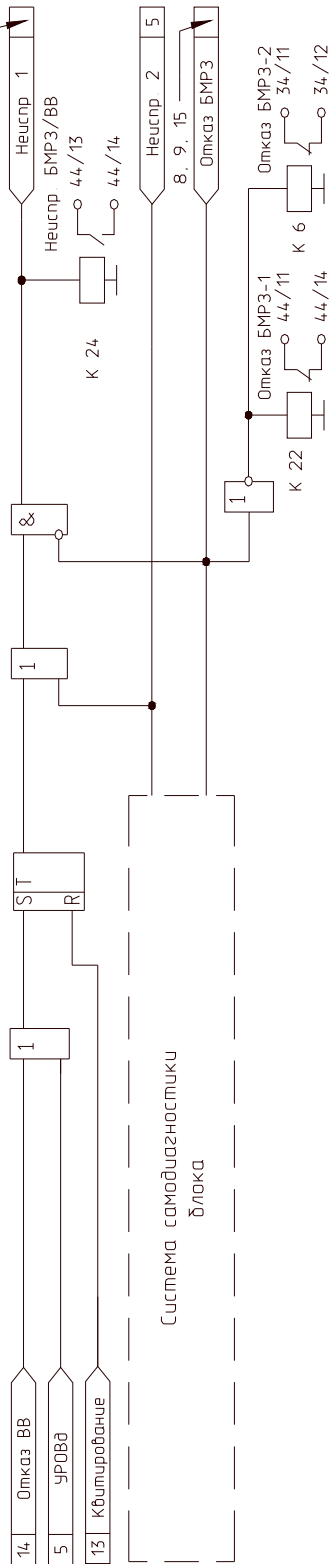 14 Отказ ВВ
5 УРОВд
13 Квитирование
1
S T
R
1
&
Система самодиагностики
блока
Неиспр 1
Неиспр. БМРЗ/ВВ
44/13
44/14
К 24
Неиспр. 2 5
8, 9, 15
Отказ БМРЗ
1
Отказ БМРЗ-1
44/11
44/14
К 22
Отказ БМРЗ-2
34/11
34/12
К 6